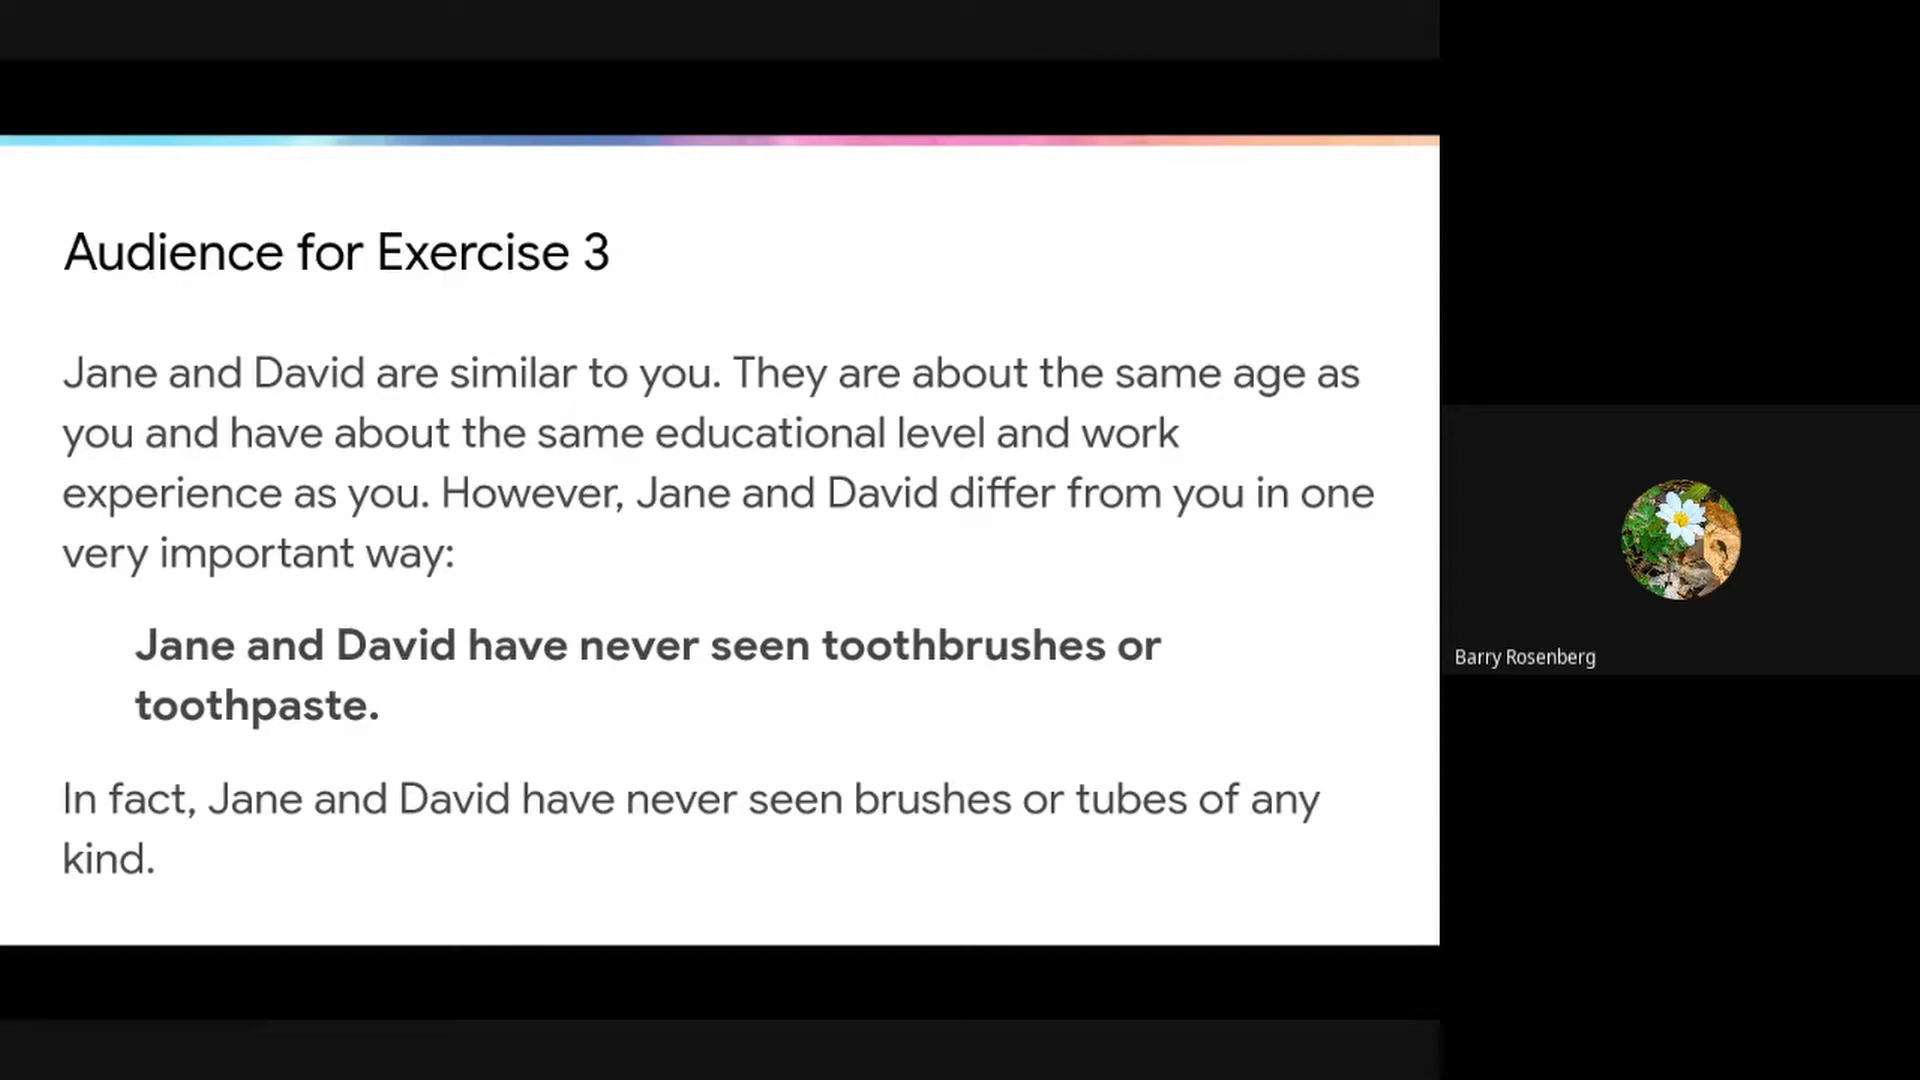 Audience for Exercise 3
Jane and David are similar to you. They are about the same age as
you and have about the same educational level and work
experience as you. However, Jane and David differ from you in one
very important way:
Jane and David have never seen toothbrushes or
toothpaste.
In fact, Jane and David have never seen brushes or tubes of any
kind.
Barry Rosenberg